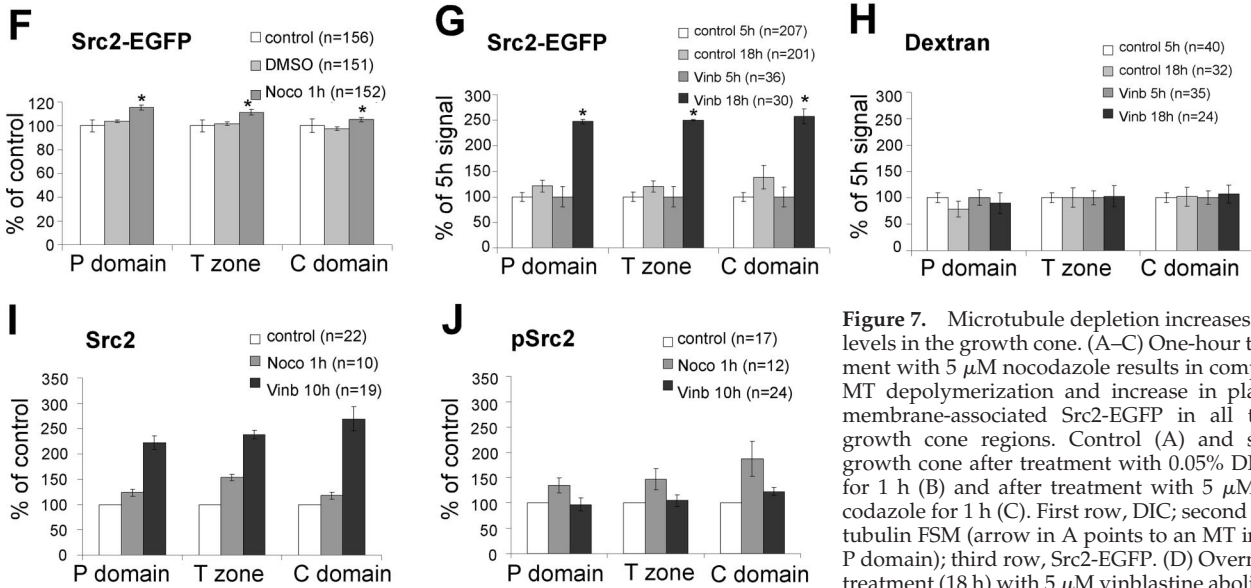 F
Src2-EGFP
control (n=156)
DMSO (n=151)
Noco 1h (n=152)
% of control
120
100
80
60
40
20
0
* * *
P domain T zone C domain
G
Src2-EGFP
control 5h (n=207)
control 18h (n=201)
Vinb 5h (n=36)
Vinb 18h (n=30)
% of 5h signal
300
250
200
150
100
50
0
* * *
P domain T zone C domain
H
Dextran
control 5h (n=40)
control 18h (n=32)
Vinb 5h (n=35)
Vinb 18h (n=24)
% of 5h signal
300
250
200
150
100
50
0
P domain T zone C domain
I
Src2
control (n=22)
Noco 1h (n=10)
Vinb 10h (n=19)
% of control
350
300
250
200
150
100
50
0
P domain T zone C domain
J
pSrc2
control (n=17)
Noco 1h (n=12)
Vinb 10h (n=24)
% of control
350
300
250
200
150
100
50
0
P domain T zone C domain
Figure 7. Microtubule depletion increases
levels in the growth cone. (A–C) One-hour t
ment with 5 μM nocodazole results in comp
MT depolymerization and increase in pla
membrane-associated Src2-EGFP in all t
growth cone regions. Control (A) and s
growth cone after treatment with 0.05% D
for 1 h (B) and after treatment with 5 μM
codazole for 1 h (C). First row, DIC; second
tubulin FSM (arrow in A points to an MT in
P domain); third row, Src2-EGFP. (D) Overn
treatment (18 h) with 5 μM vinblastine aboli